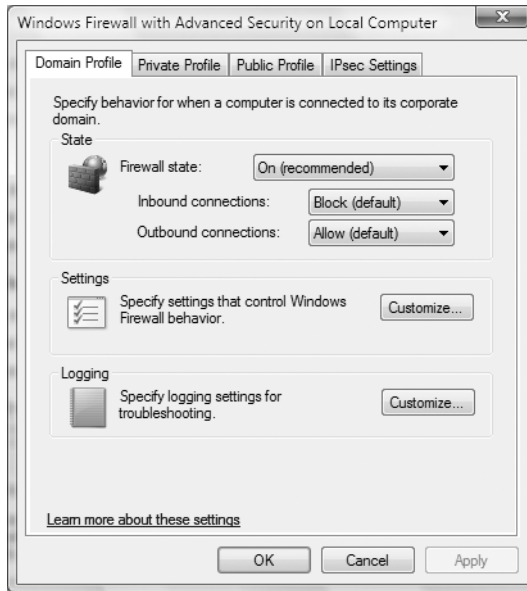 Windows Firewall with Advanced Security on Local Computer
Domain Profile Private Profile Public Profile IPsec Settings
Specify behavior for when a computer is connected to its corporate
domain.
State
Firewall state: On (recommended)
Inbound connections: Block (default)
Outbound connections: Allow (default)
Settings
Specify settings that control Windows
Firewall behavior.
Customize...
Logging
Specify logging settings for
troubleshooting.
Customize...
Learn more about these settings
OK Cancel Apply